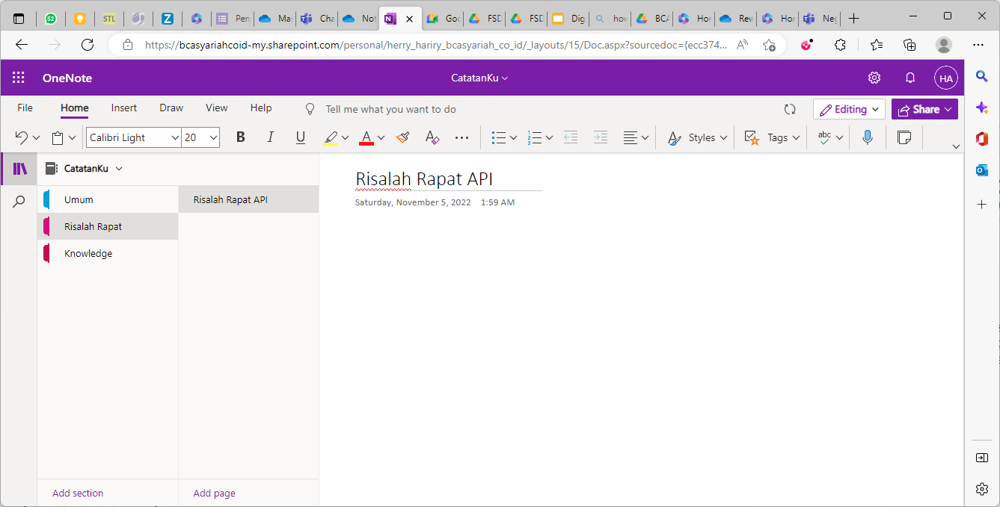 52 STL Z Pen Ma Cha Not N Goo FSD FSD Dig hov BCA Hor Rev Hor Neg
https://bcasyariahcoid-my.sharepoint.com/personal/herry_hariry_bcasyariah_co_id/_layouts/15/Doc.aspx?sourcedoc={ecc374...
OneNote CatatanKu HA
File Home Insert Draw View Help Tell me what you want to do Editing Share
Calibri Light 20 B I U A A Styles Tags abc
CatatanKu
Umum
Risalah Rapat
Knowledge
Add section
Risalah Rapat API
Add page
Risalah Rapat API
Saturday, November 5, 2022 1:59 AM